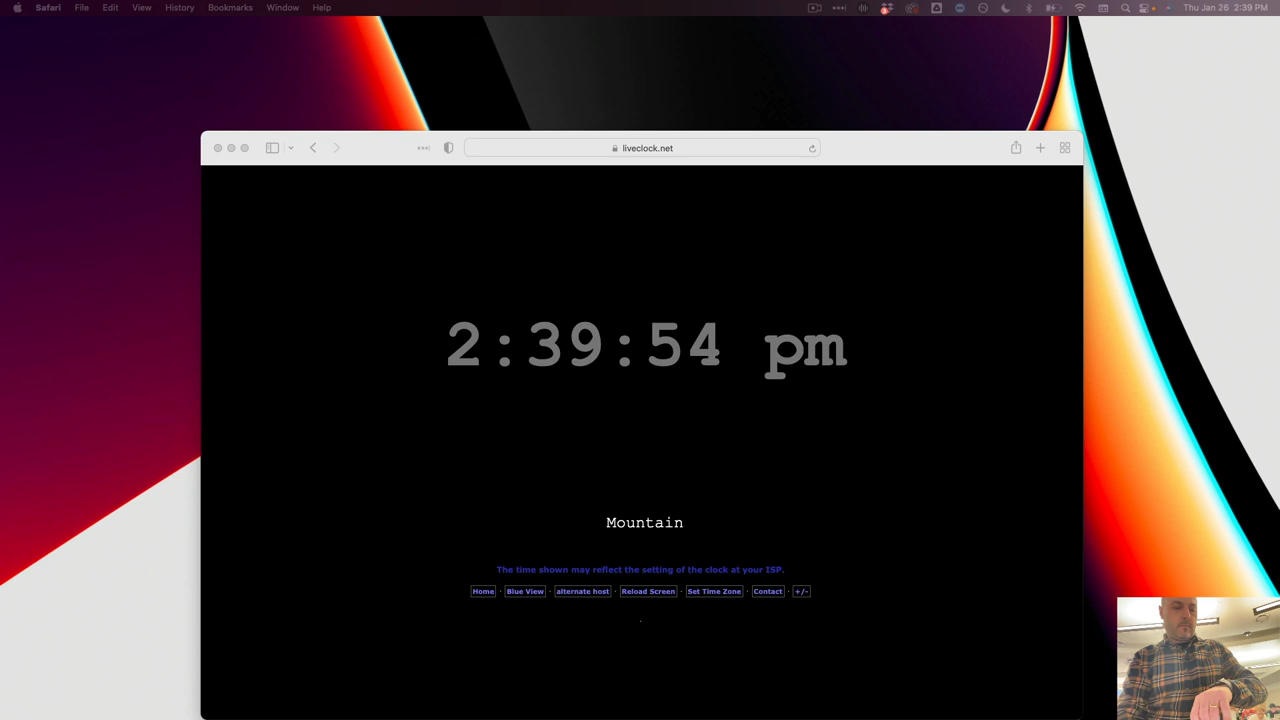 Safari File Edit View History Bookmarks Window Help Thu Jan 26 2:39 PM
liveclock.net
2:39:54 pm
Mountain
The time shown may reflect the setting of the clock at your ISP.
Home · Blue View · alternate host · Reload Screen · Set Time Zone · Contact · +/-